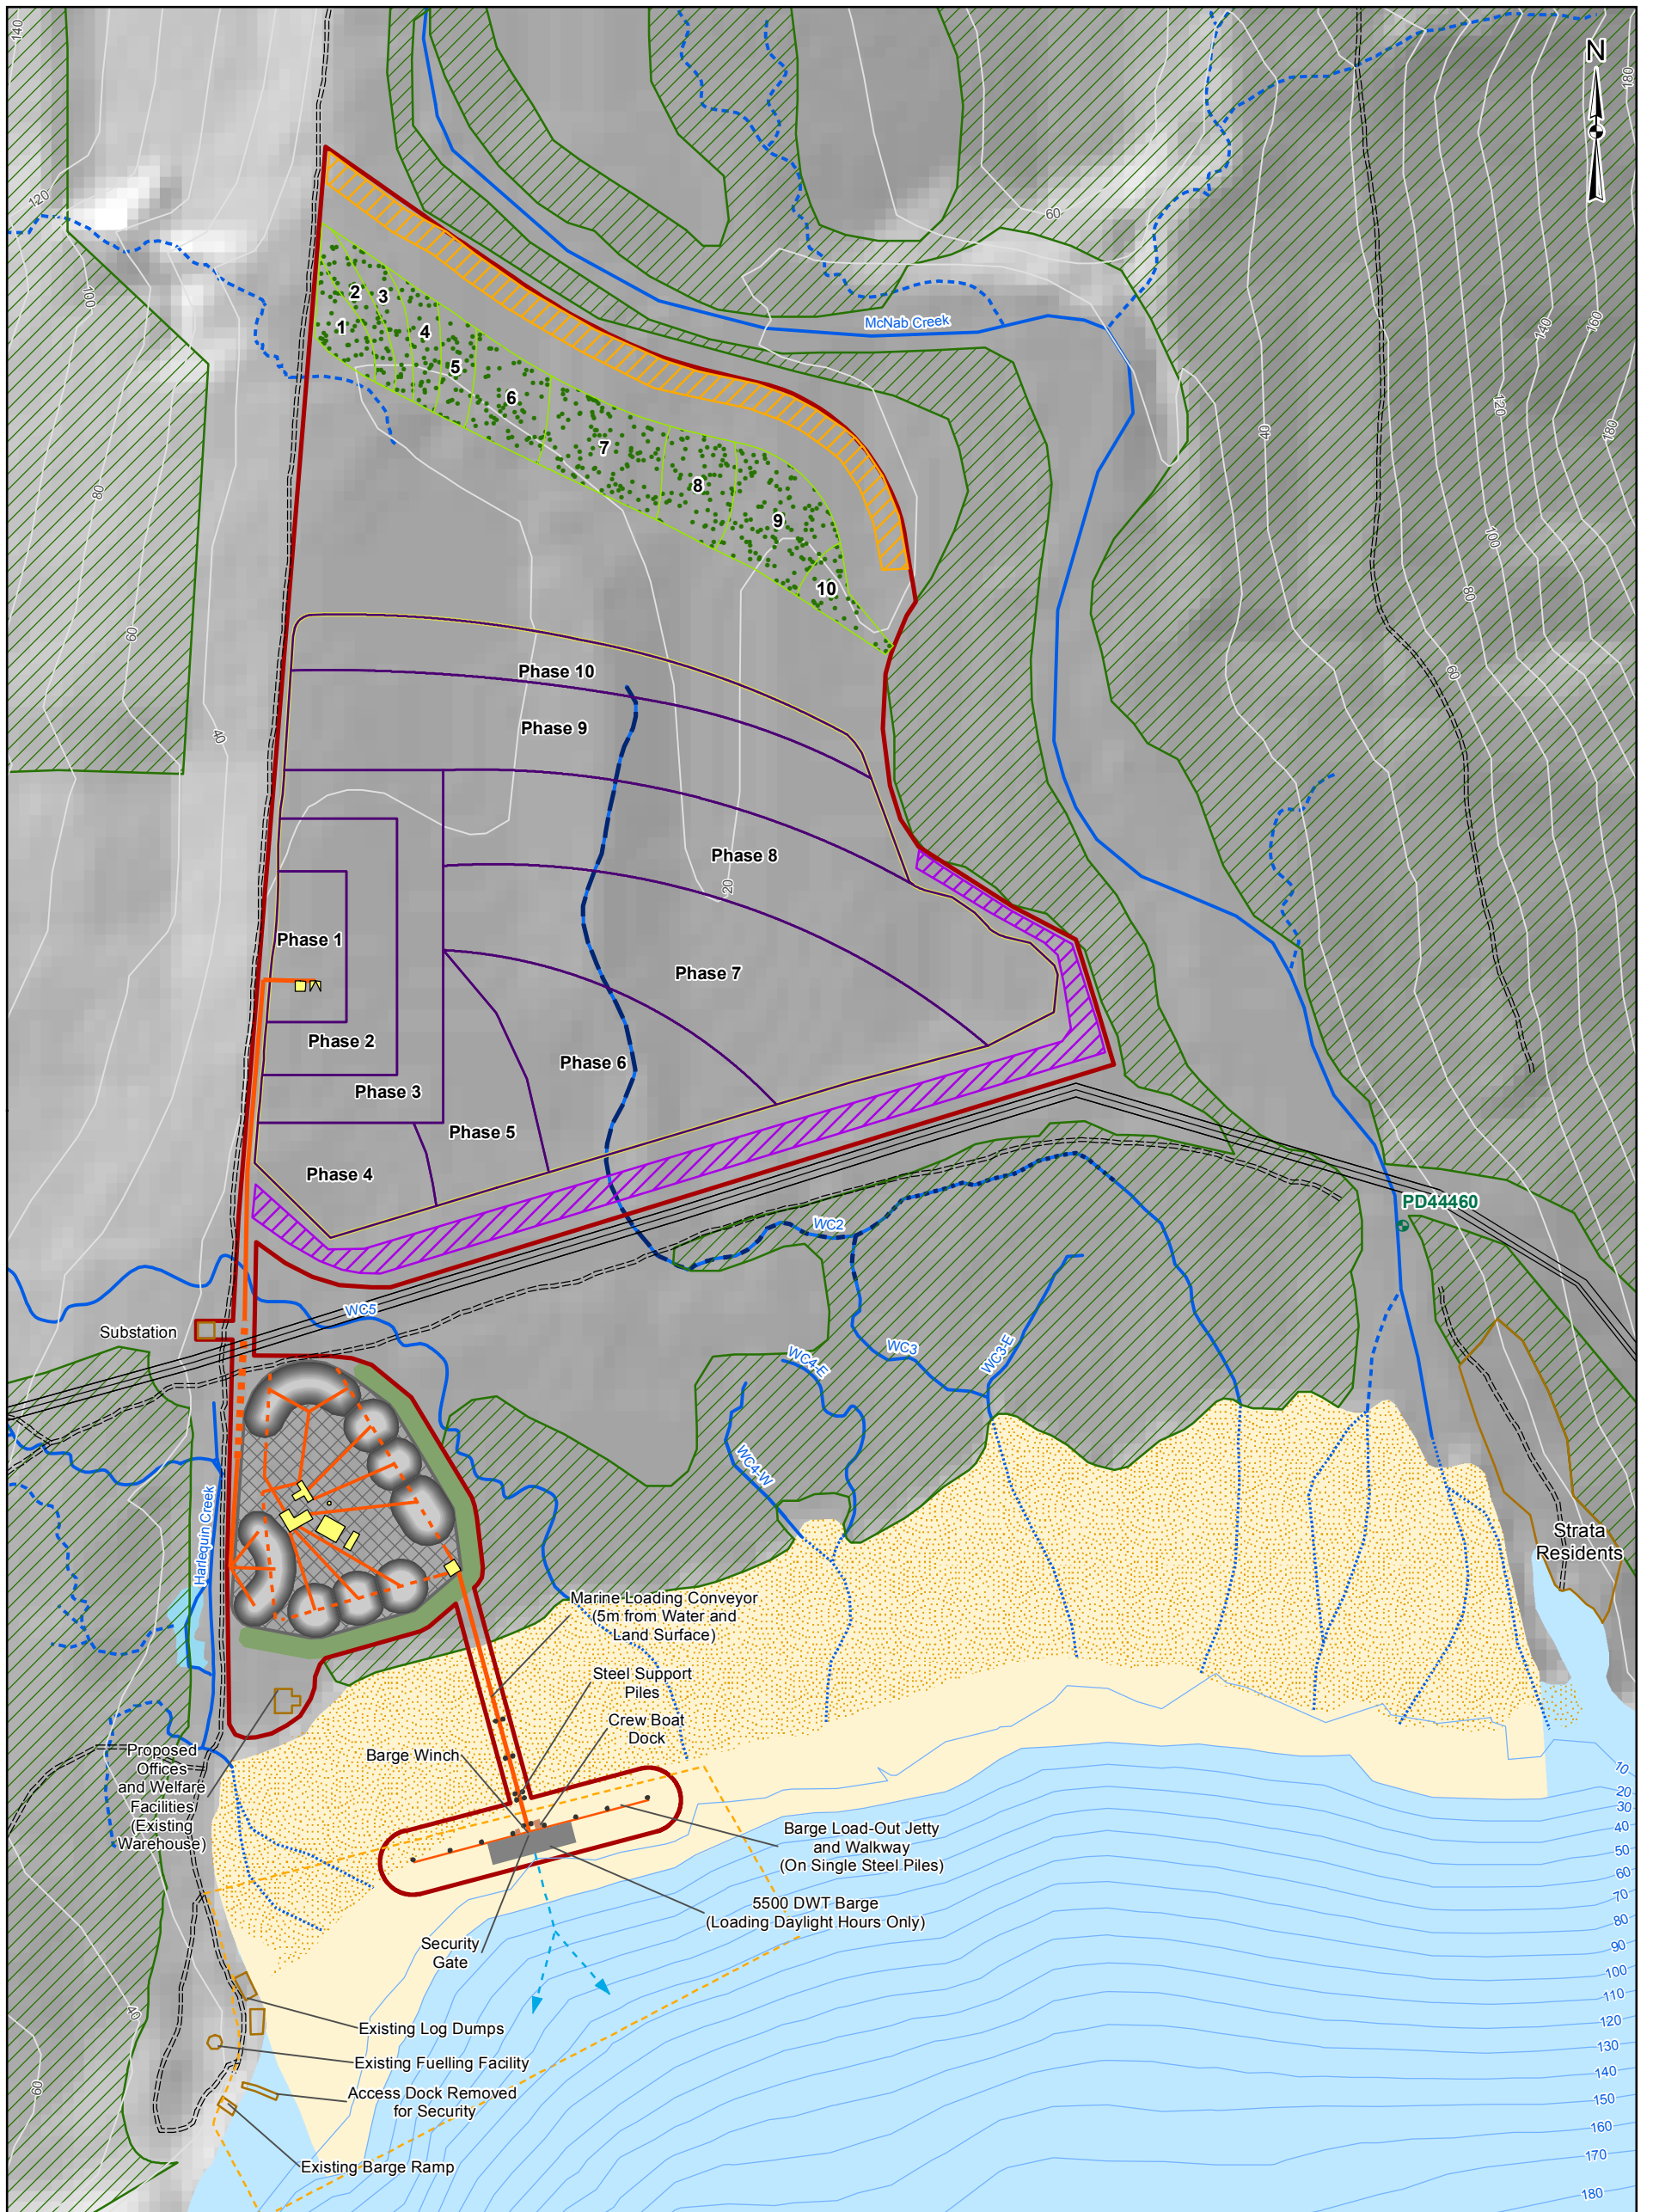 N
140
180
120
60
McNab Creek
100
2
3
1
4
5
6
7
8
9
10
140
160
120
180
40
80
100
80
60
60
40
Phase 10
Phase 9
Phase 8
20
Phase 1
Phase 7
Phase 2
Phase 6
Phase 3
Phase 5
Phase 4
PD44460
WC2
WC5
Substation
WC3
WC3-E
WC4-E
WC4-W
Harlequin Creek
Strata
Residents
Marine Loading Conveyor
(5m from Water and
Land Surface)
Steel Support
Piles
Crew Boat
Dock
Barge Winch
Proposed
Offices
and Welfare
Facilities
(Existing
Warehouse)
Barge Load-Out Jetty
and Walkway
(On Single Steel Piles)
5500 DWT Barge
(Loading Daylight Hours Only)
Security
Gate
Existing Log Dumps
Existing Fuelling Facility
Access Dock Removed
for Security
Existing Barge Ramp
40
60
10
20
30
40
50
60
70
80
90
100
110
120
130
140
150
160
170
180